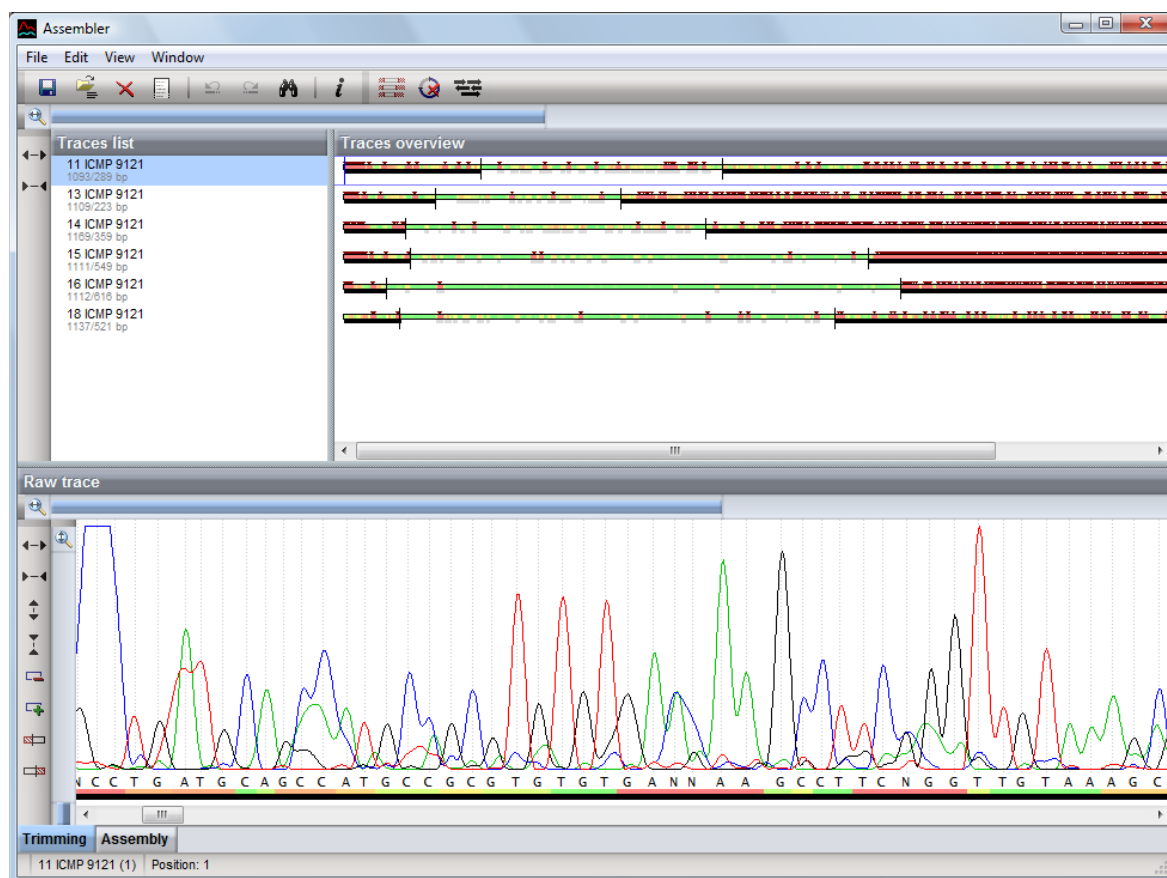 Assembler
File Edit View Window
Traces list
Traces overview
11 ICMP 9121
1093/289 bp
13 ICMP 9121
1109/223 bp
14 ICMP 9121
1169/359 bp
15 ICMP 9121
1111/549 bp
16 ICMP 9121
1112/616 bp
18 ICMP 9121
1137/521 bp
Raw trace
N C C T G A T G C A G C C A T G C C G C G T G T G T G A N N A A G C C T T C N G G T T G T A A A G C
Trimming Assembly
11 ICMP 9121 (1) Position: 1